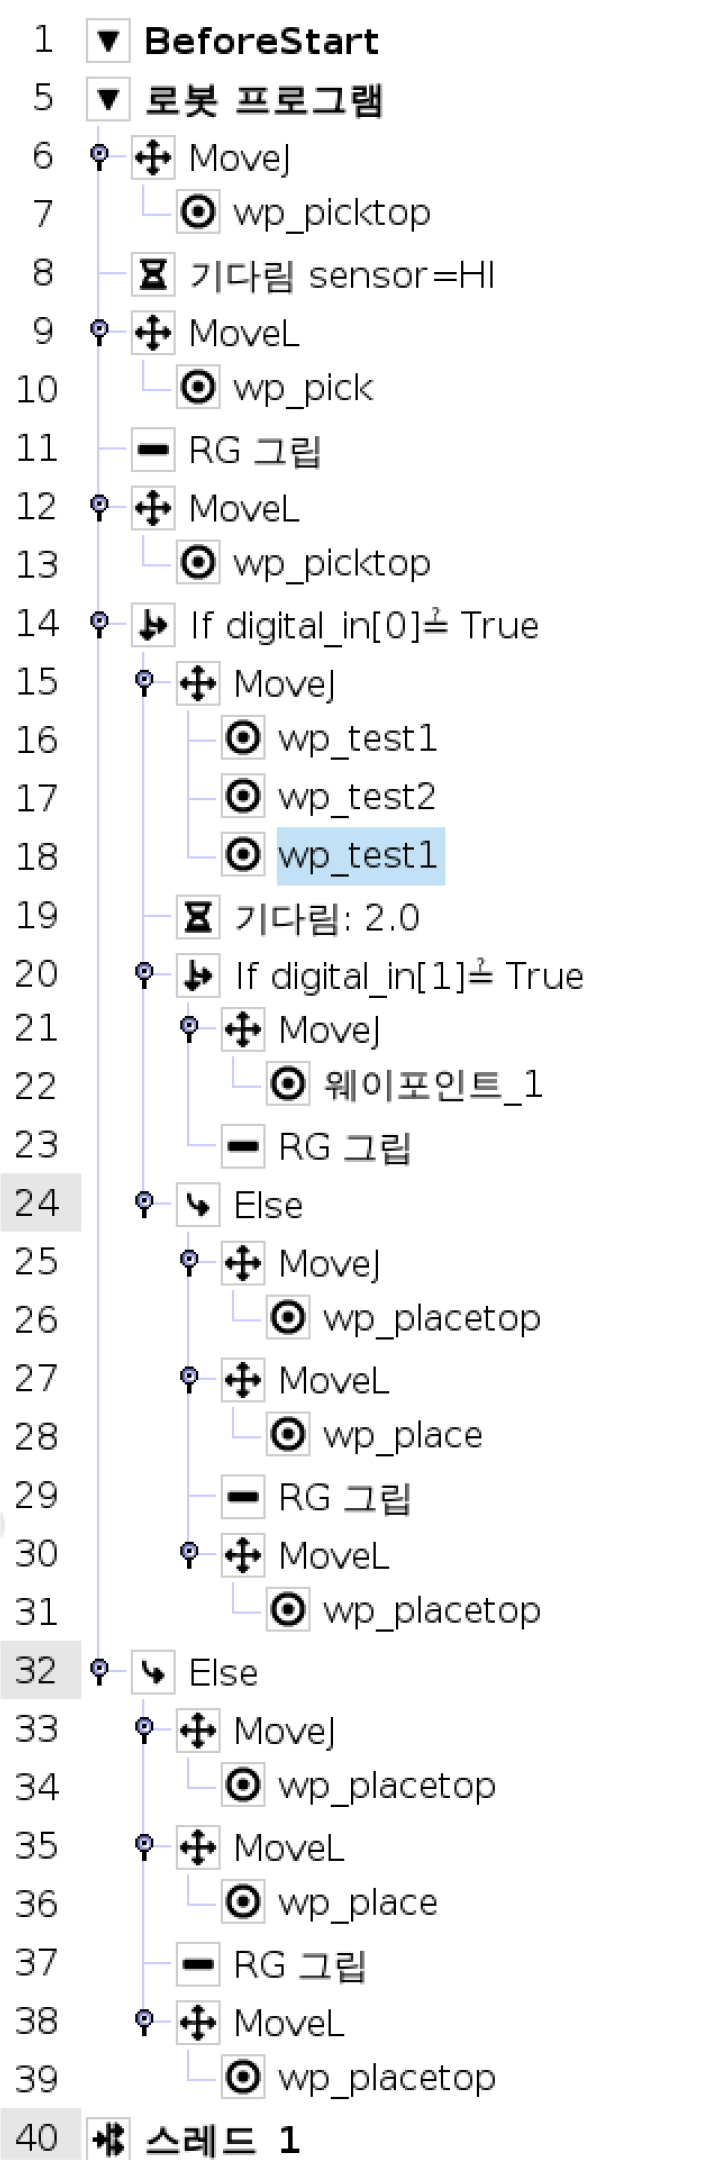 1 BeforeStart
5 로봇 프로그램
6 MoveJ
7 wp_picktop
8 기다림 sensor=HI
9 MoveL
10 wp_pick
11 RG 그립
12 MoveL
13 wp_picktop
14 If digital_in[0]≟ True
15 MoveJ
16 wp_test1
17 wp_test2
18 wp_test1
19 기다림: 2.0
20 If digital_in[1]≟ True
21 MoveJ
22 웨이포인트_1
23 RG 그립
24 Else
25 MoveJ
26 wp_placetop
27 MoveL
28 wp_place
29 RG 그립
30 MoveL
31 wp_placetop
32 Else
33 MoveJ
34 wp_placetop
35 MoveL
36 wp_place
37 RG 그립
38 MoveL
39 wp_placetop
40 스레드 1